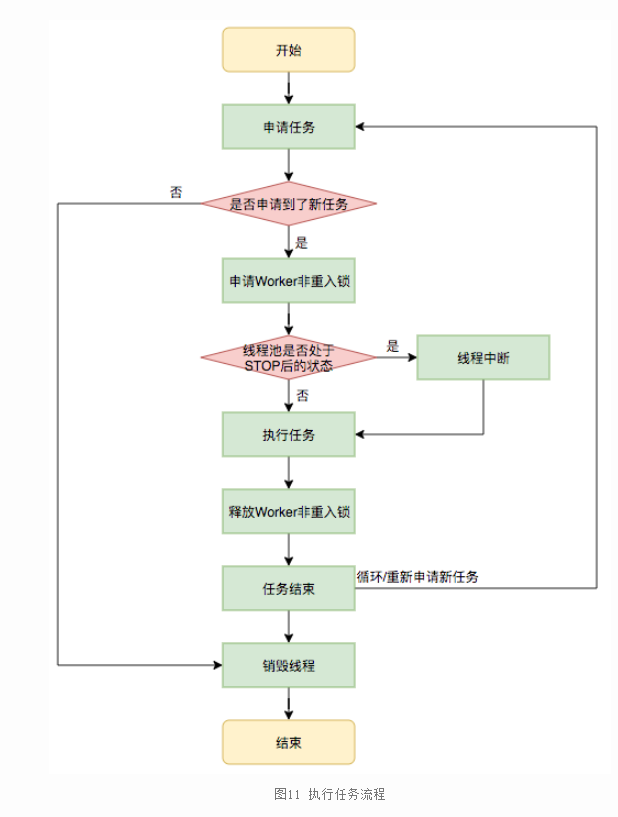 开始
申请任务
否
是否申请到了新任务
是
申请Worker非重入锁
线程池是否处于
STOP后的状态
是
线程中断
否
执行任务
释放Worker非重入锁
任务结束
循环/重新申请新任务
销毁线程
结束
图11 执行任务流程